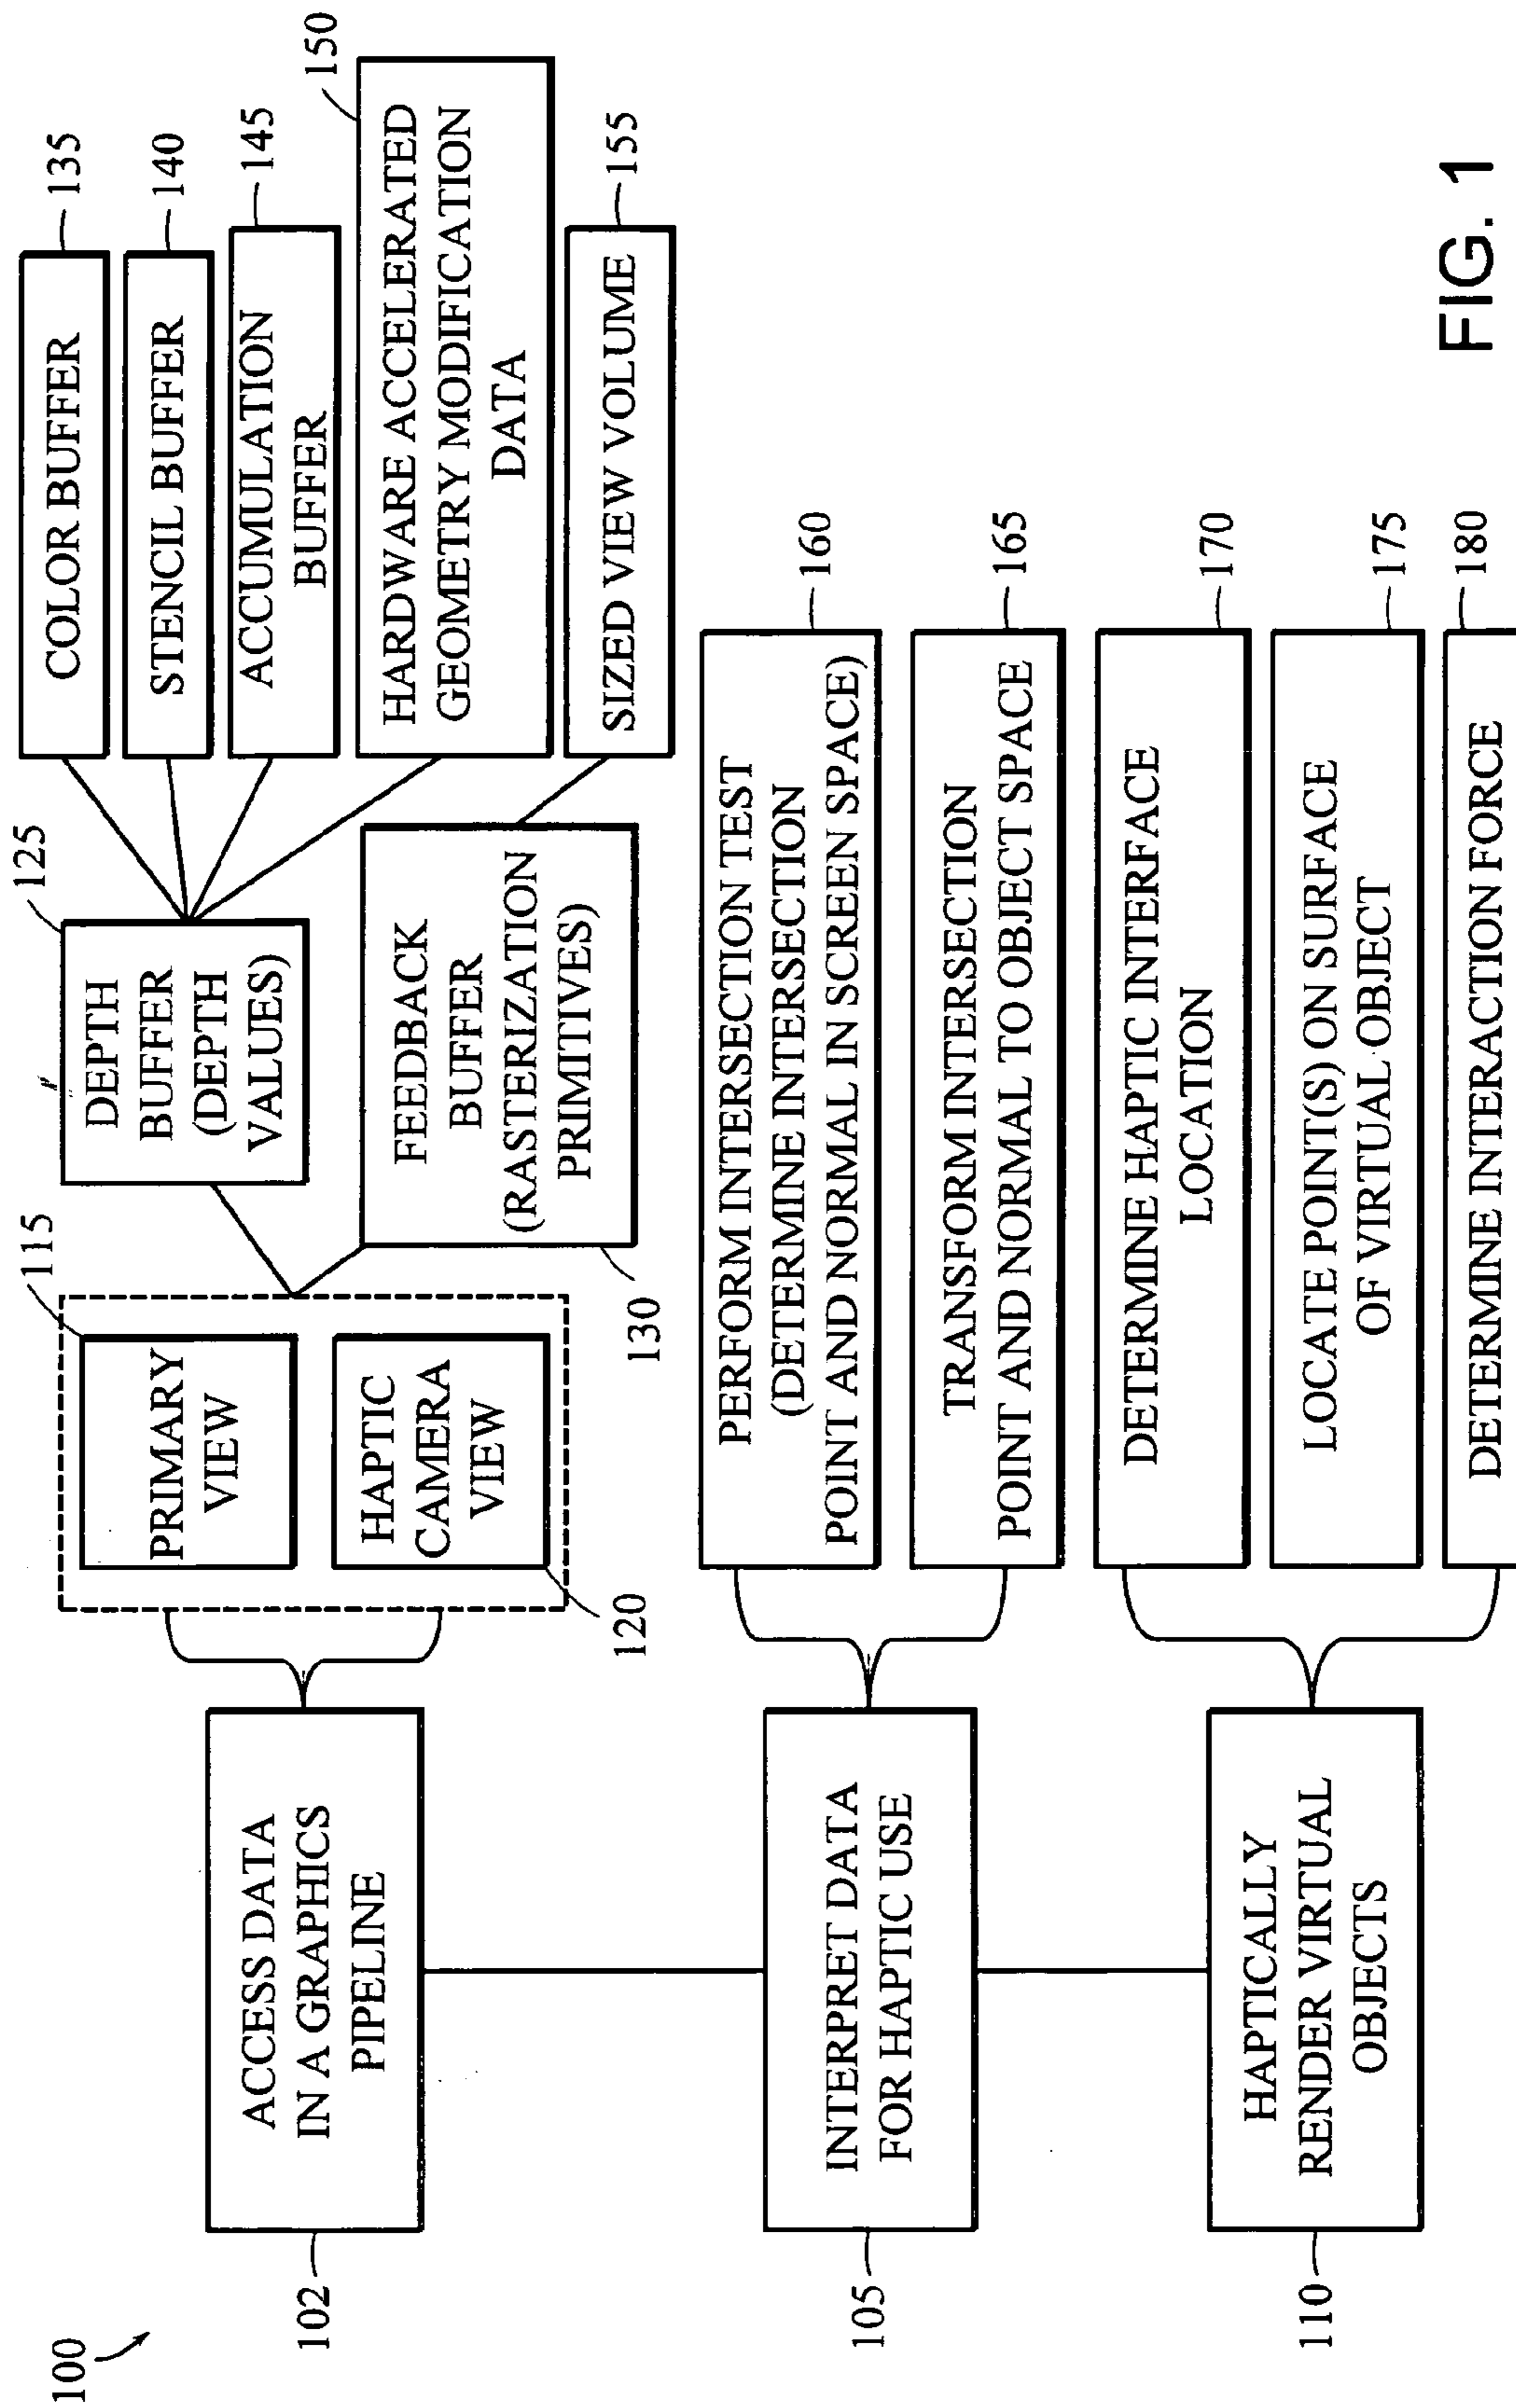 100
102
ACCESS DATA
IN A GRAPHICS
PIPELINE
115
PRIMARY
VIEW
HAPTIC
CAMERA
VIEW
120
125
DEPTH
BUFFER
(DEPTH
VALUES)
FEEDBACK
BUFFER
(RASTERIZATION
PRIMITIVES)
130
COLOR BUFFER
135
STENCIL BUFFER
140
ACCUMULATION
BUFFER
145
HARDWARE ACCELERATED
GEOMETRY MODIFICATION
DATA
150
SIZED VIEW VOLUME
155
105
INTERPRET DATA
FOR HAPTIC USE
PERFORM INTERSECTION TEST
(DETERMINE INTERSECTION
POINT AND NORMAL IN SCREEN SPACE)
160
TRANSFORM INTERSECTION
POINT AND NORMAL TO OBJECT SPACE
165
110
HAPTICALLY
RENDER VIRTUAL
OBJECTS
DETERMINE HAPTIC INTERFACE
LOCATION
170
LOCATE POINT(S) ON SURFACE
OF VIRTUAL OBJECT
175
DETERMINE INTERACTION FORCE
180
FIG. 1